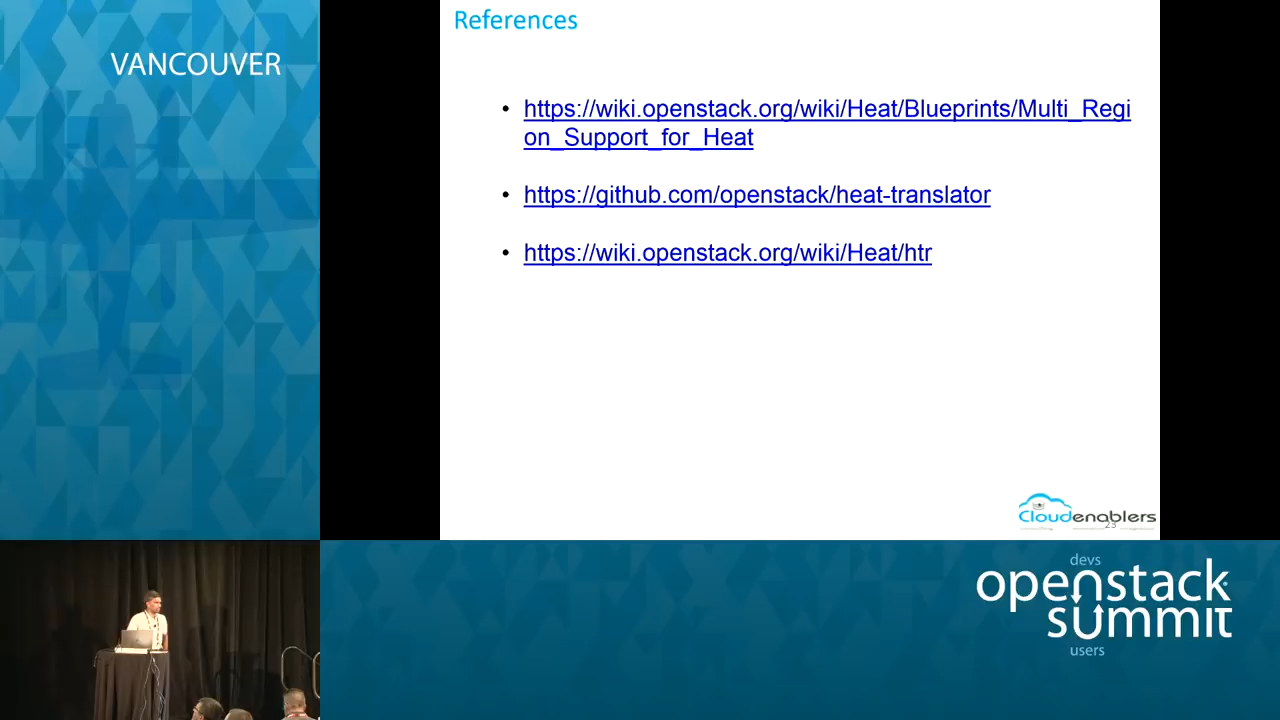 VANCOUVER
References
• https://wiki.openstack.org/wiki/Heat/Blueprints/Multi_Regi
on_Support_for_Heat
• https://github.com/openstack/heat-translator
• https://wiki.openstack.org/wiki/Heat/htr
Cloudenablers
23
devs
openstack
summit
users